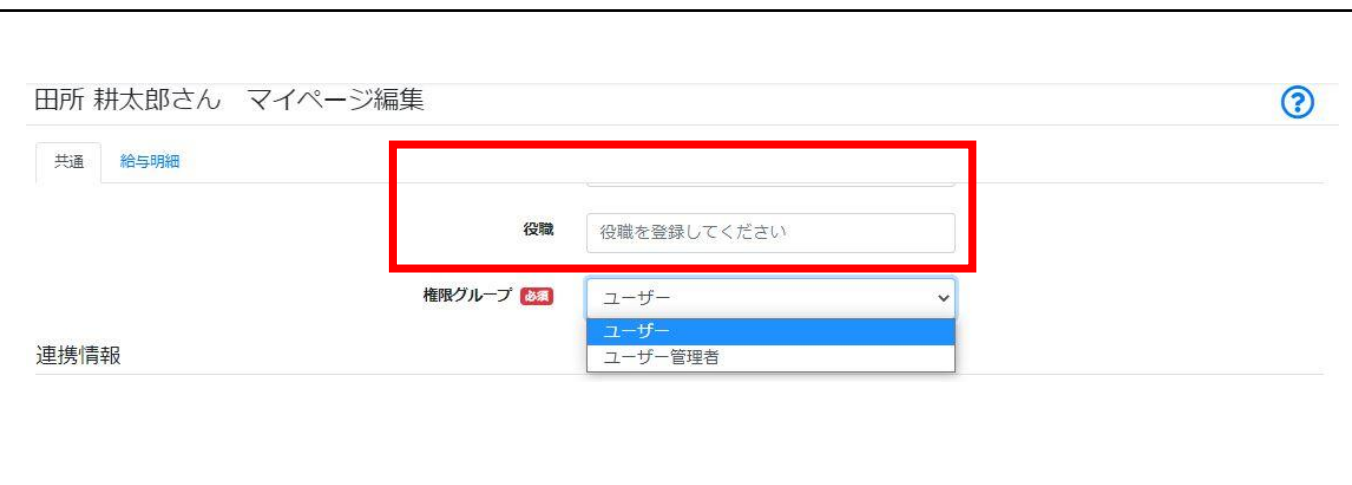 田所 耕太郎さん　マイページ編集
共通 給与明細
役職 役職を登録してください
権限グループ 必須 ユーザー
ユーザー
ユーザー管理者
連携情報